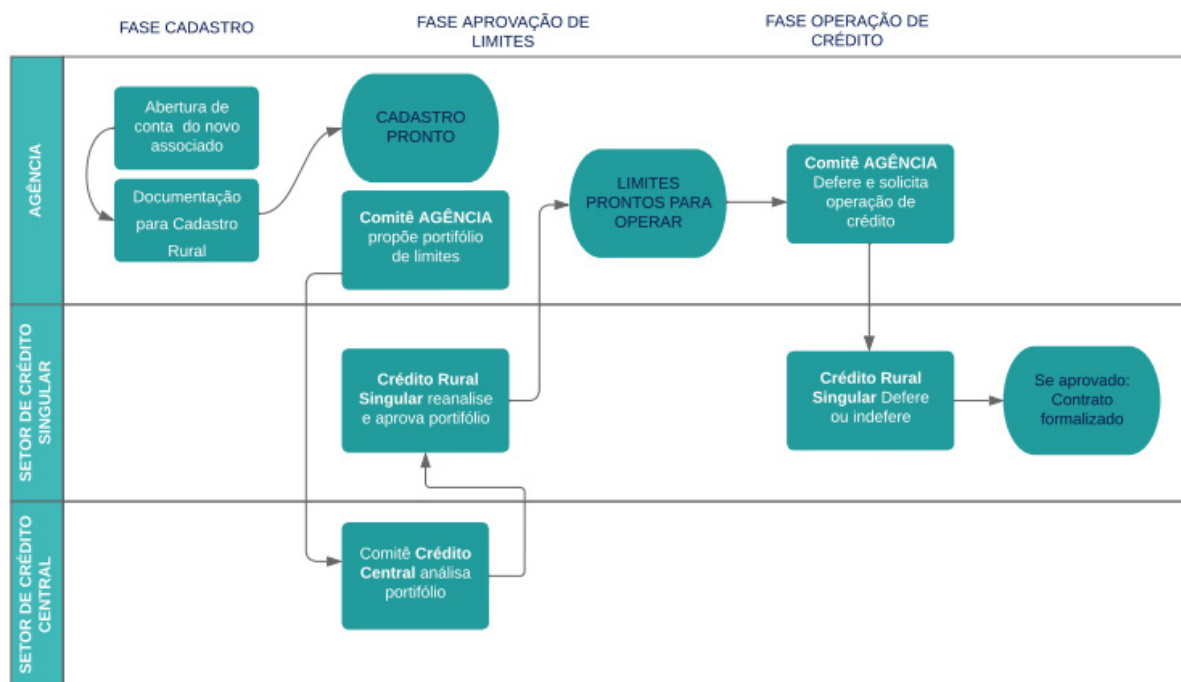 FASE CADASTRO
FASE APROVAÇÃO DE
LIMITES
FASE OPERAÇÃO DE
CRÉDITO
AGÊNCIA
Abertura de
conta do novo
associado
Documentação
para Cadastro
Rural
CADASTRO
PRONTO
Comitê AGÊNCIA
propõe portifólio
de limites
LIMITES
PRONTOS PARA
OPERAR
Comitê AGÊNCIA
Defere e solicita
operação de
crédito
SETOR DE CRÉDITO
SINGULAR
Crédito Rural
Singular reanalise
e aprova portifólio
Crédito Rural
Singular Defere
ou indefere
Se aprovado:
Contrato
formalizado
SETOR DE CRÉDITO
CENTRAL
Comitê Crédito
Central análisa
portifólio